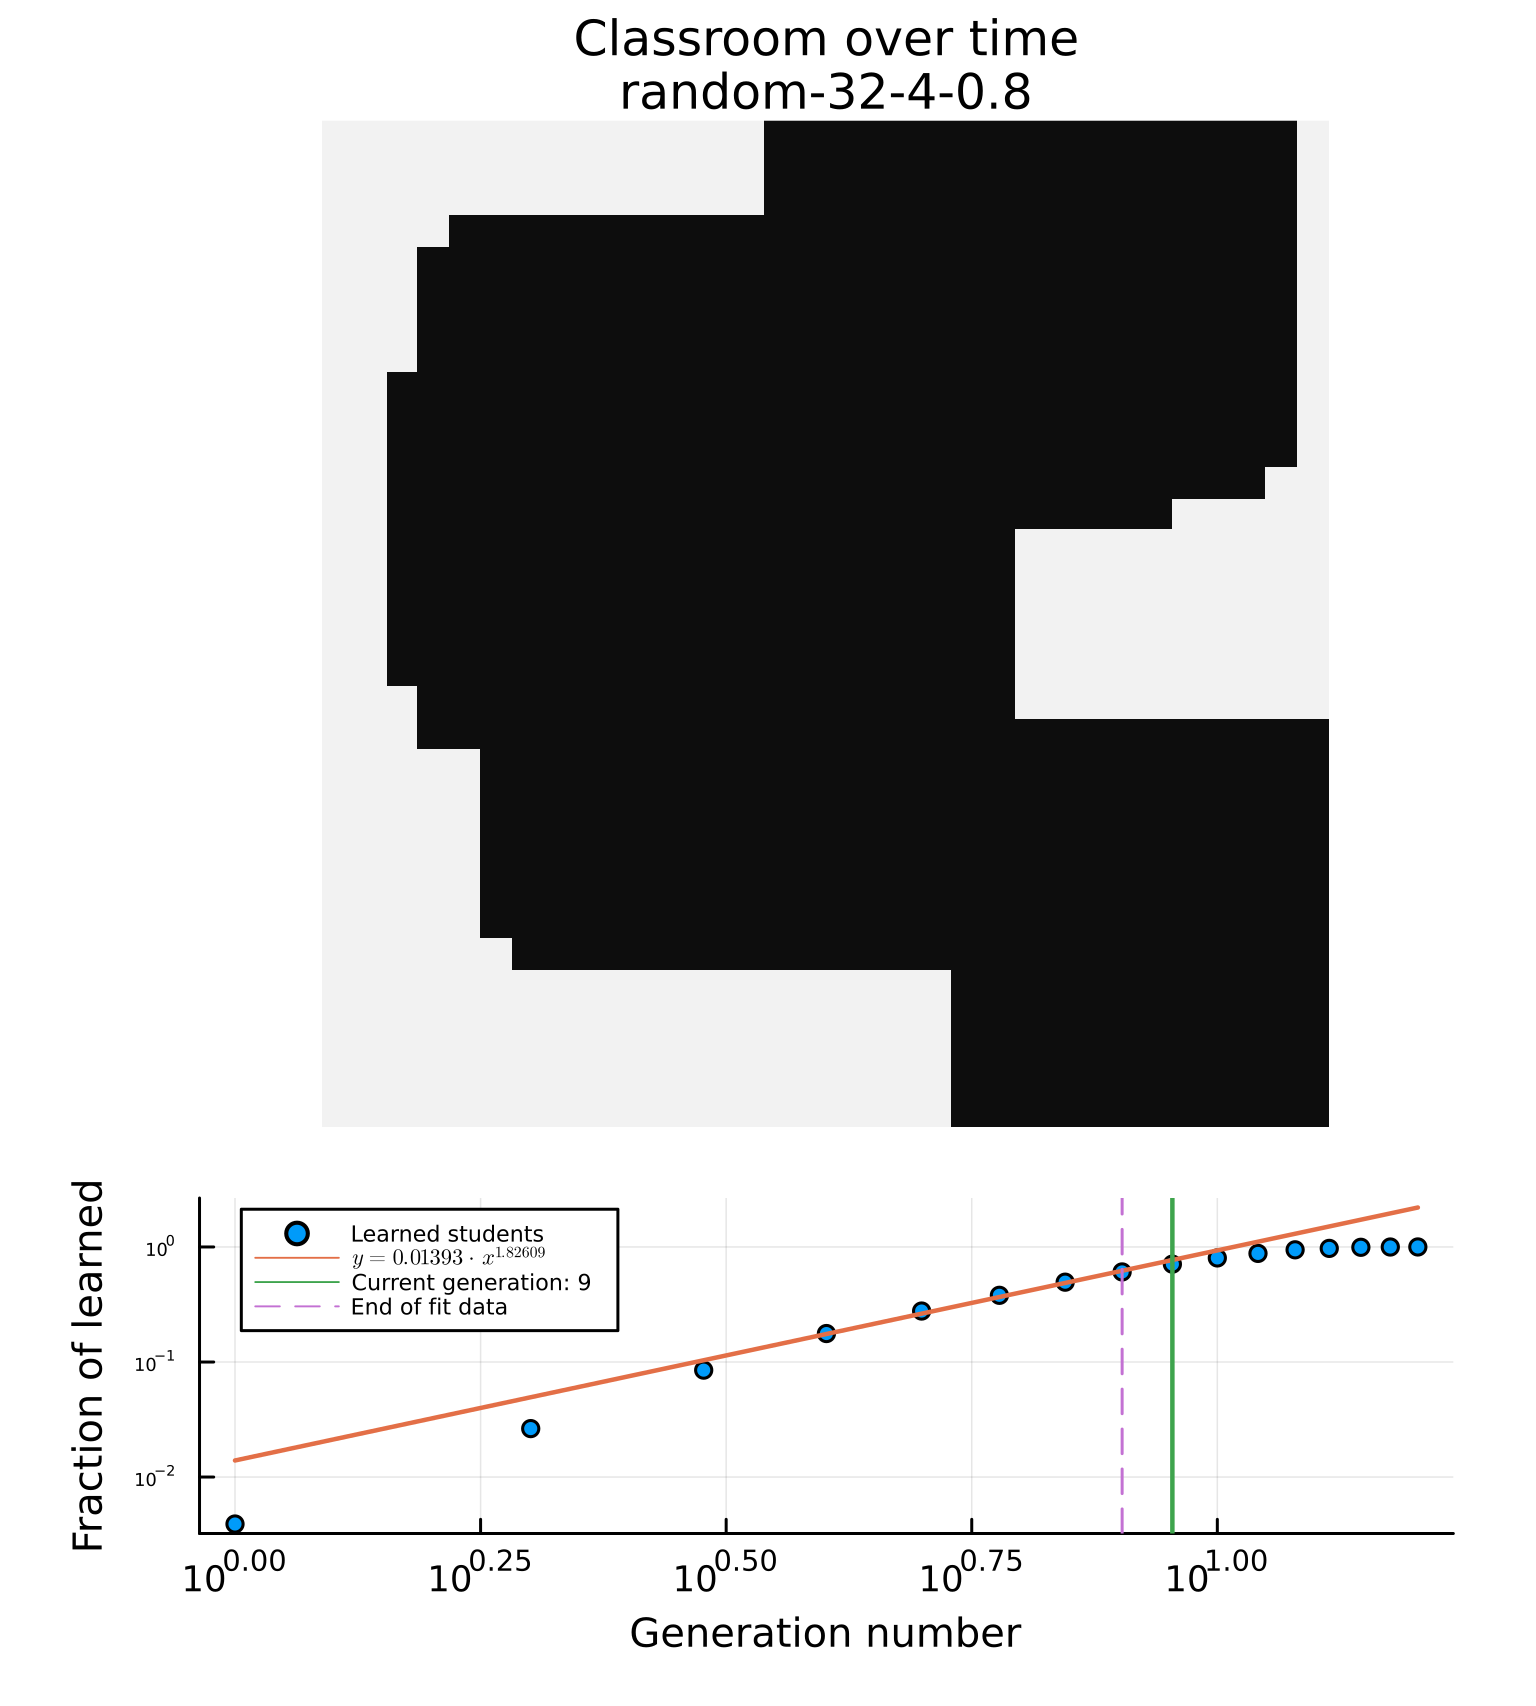 Classroom over time
random-32-4-0.8
Fraction of learned
10⁰
10⁻¹
10⁻²
Learned students
y = 0.01393 · x^1.82609
Current generation: 9
End of fit data
10^0.00 10^0.25 10^0.50 10^0.75 10^1.00
Generation number